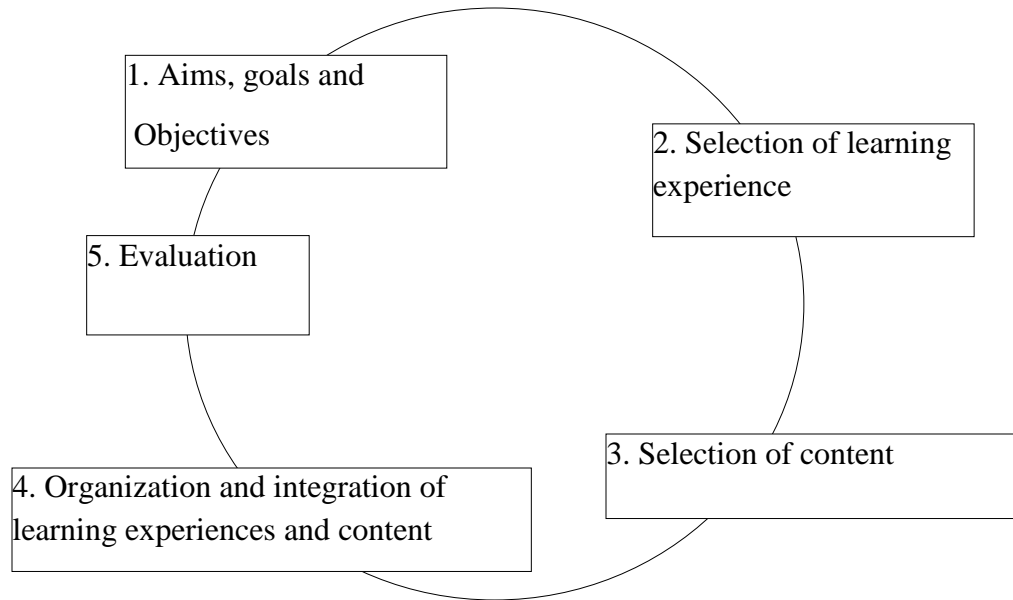 1. Aims, goals and
Objectives
2. Selection of learning
experience
3. Selection of content
4. Organization and integration of
learning experiences and content
5. Evaluation